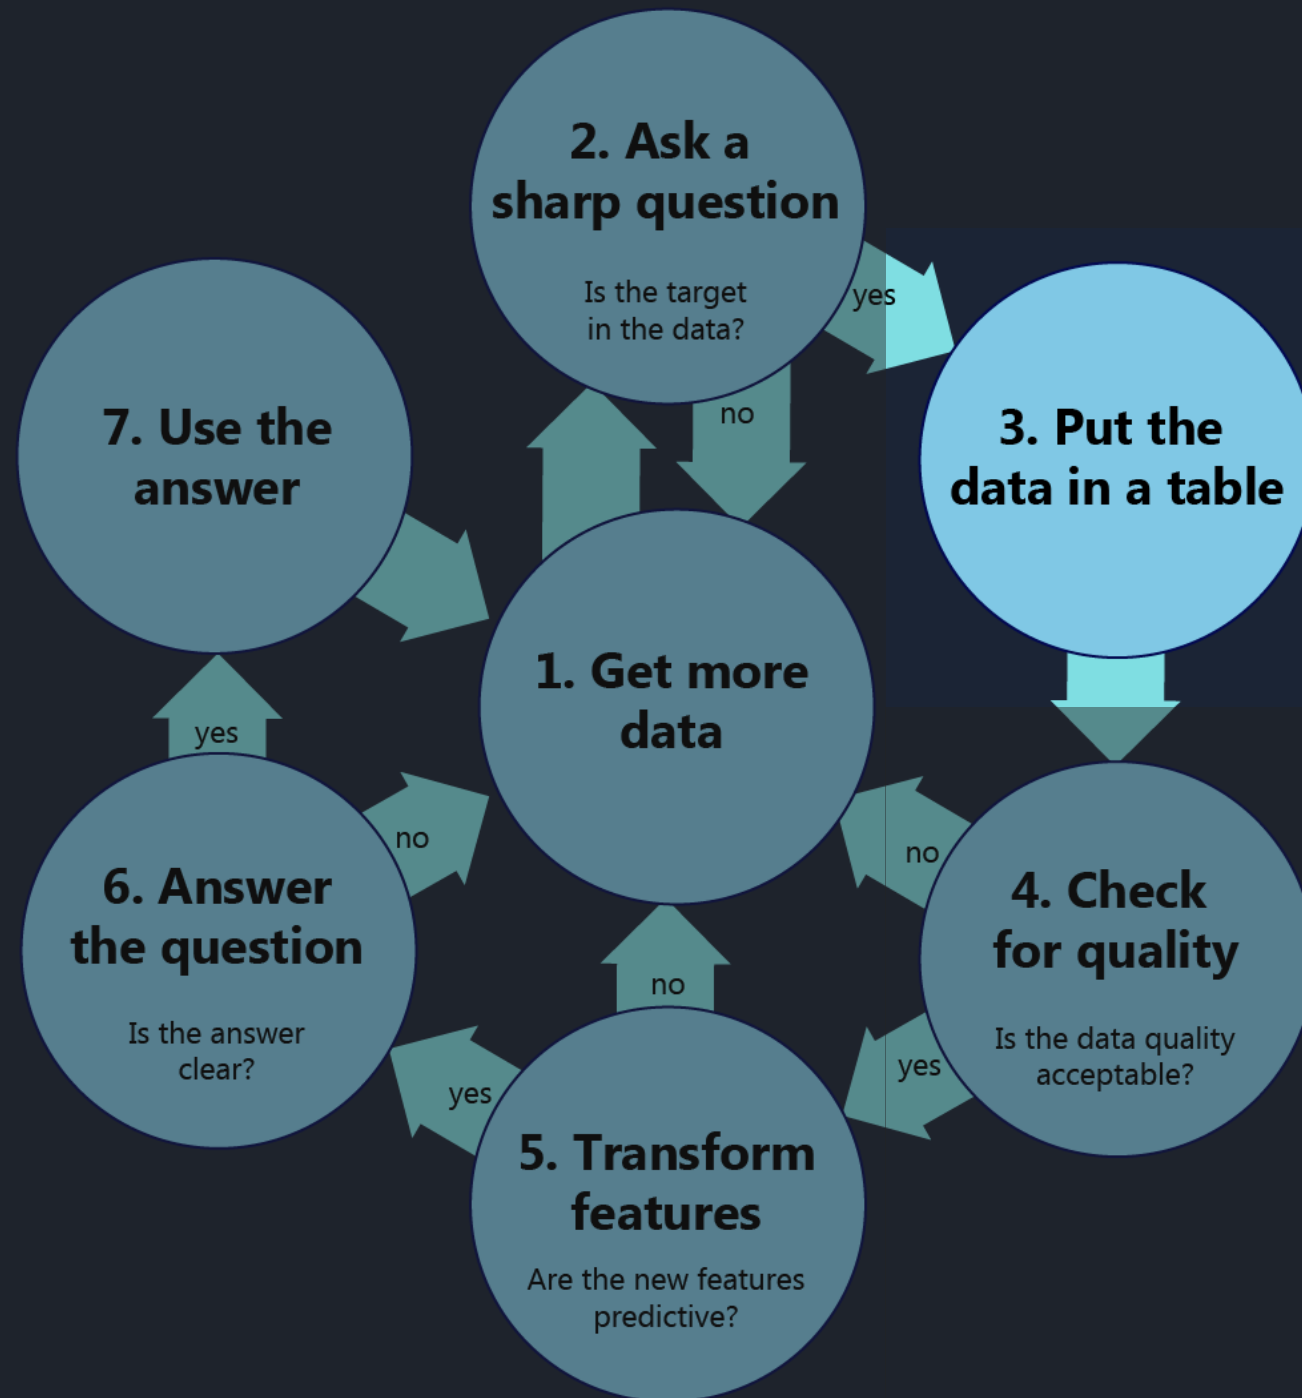 2. Ask a
sharp question
Is the target
in the data?
yes
no
3. Put the
data in a table
7. Use the
answer
1. Get more
data
yes
no
no
4. Check
for quality
Is the data quality
acceptable?
6. Answer
the question
Is the answer
clear?
no
yes
yes
5. Transform
features
Are the new features
predictive?